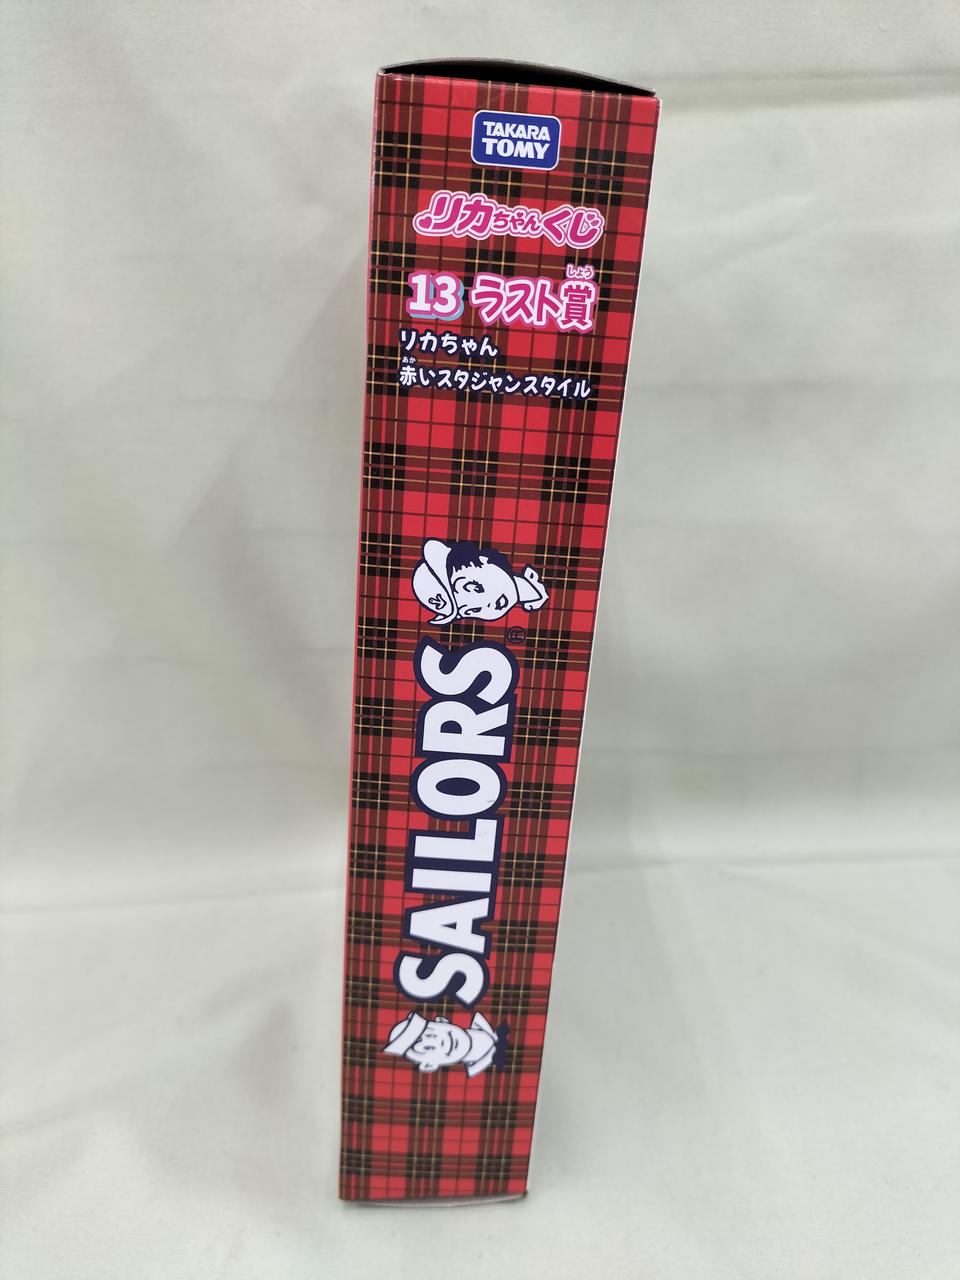 TAKARA
TOMY
リカちゃんくじ
しょう
13 ラスト賞
リカちゃん
あか
赤いスタジャンスタイル
SAILORS®